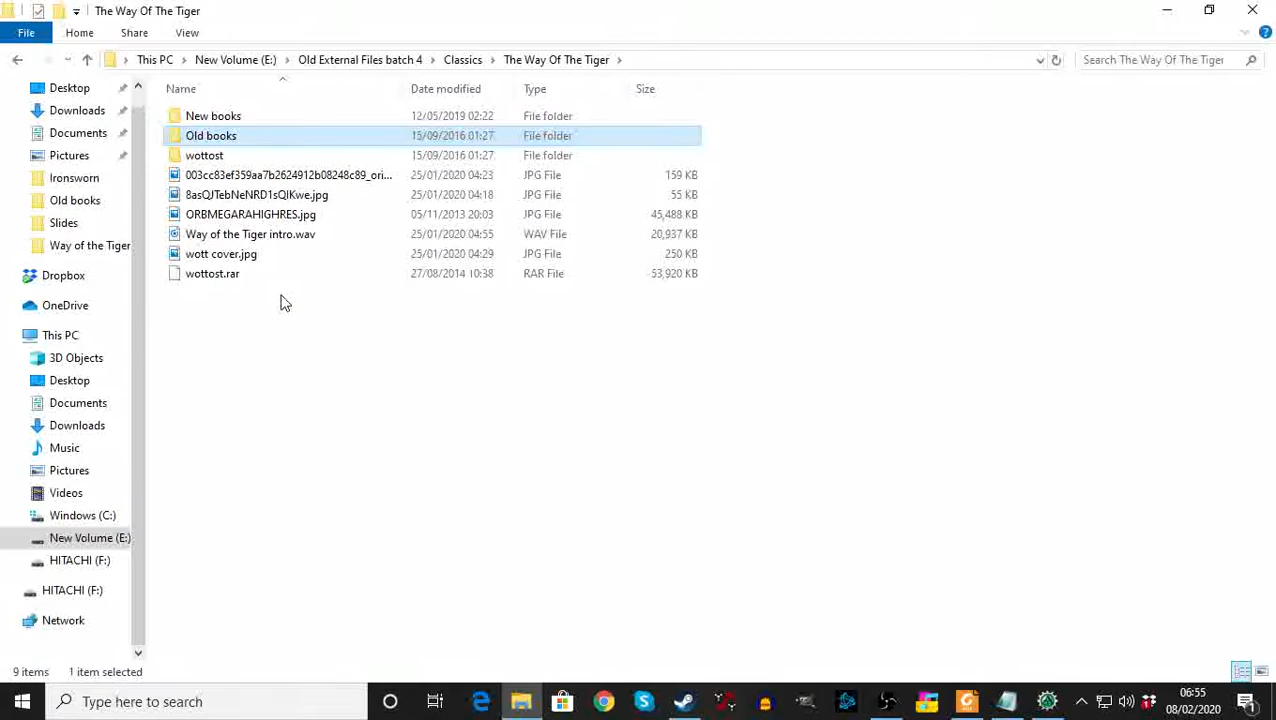 The Way Of The Tiger
File Home Share View
This PC New Volume (E:) Old External Files batch 4 Classics The Way Of The Tiger
Search The Way Of The Tiger
Name Date modified Type Size
New books 12/05/2019 02:22 File folder
Old books 15/09/2016 01:27 File folder
wottost 15/09/2016 01:27 File folder
003cc83ef359aa7b2624912b08248c89_ori... 25/01/2020 04:23 JPG File 159 KB
8asQJTebNeNRD1sQlKwe.jpg 25/01/2020 04:18 JPG File 55 KB
ORBMEGARAHIGHRES.jpg 05/11/2013 20:03 JPG File 45,488 KB
Way of the Tiger intro.wav 25/01/2020 04:55 WAV File 20,937 KB
wott cover.jpg 25/01/2020 04:29 JPG File 250 KB
wottost.rar 27/08/2014 10:38 RAR File 53,920 KB
Desktop
Downloads
Documents
Pictures
Ironsworn
Old books
Slides
Way of the Tiger
Dropbox
OneDrive
This PC
3D Objects
Desktop
Documents
Downloads
Music
Pictures
Videos
Windows (C:)
New Volume (E:)
HITACHI (F:)
HITACHI (F:)
Network
9 items 1 item selected
Type here to search
06:55
08/02/2020
1